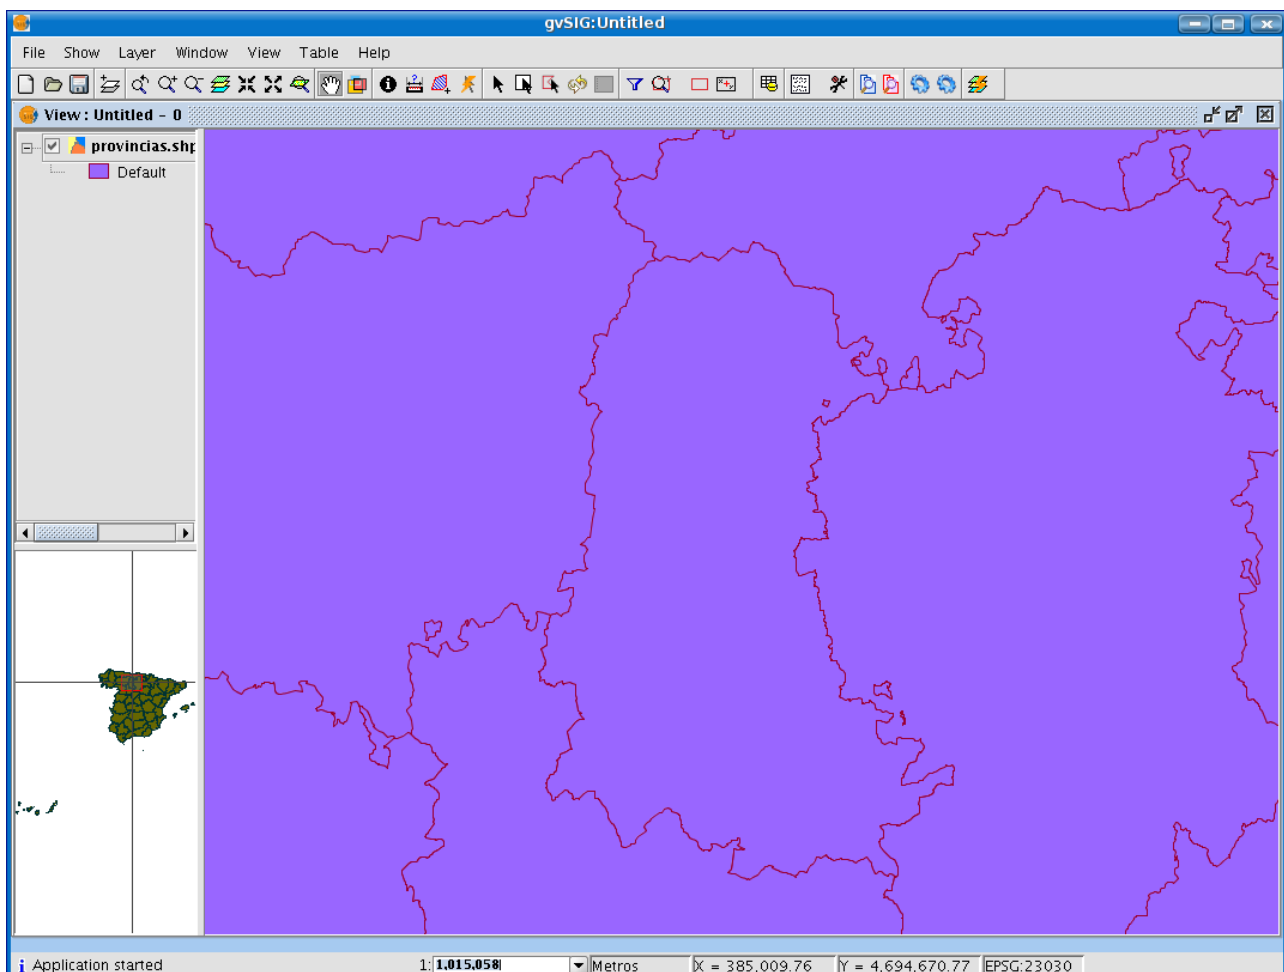 gvSIG:Untitled
File Show Layer Window View Table Help
View : Untitled - 0
provincias.shp
Default
Application started 1: 1,015,058 Metros X = 385,009.76 Y = 4,694,670.77 EPSG:23030